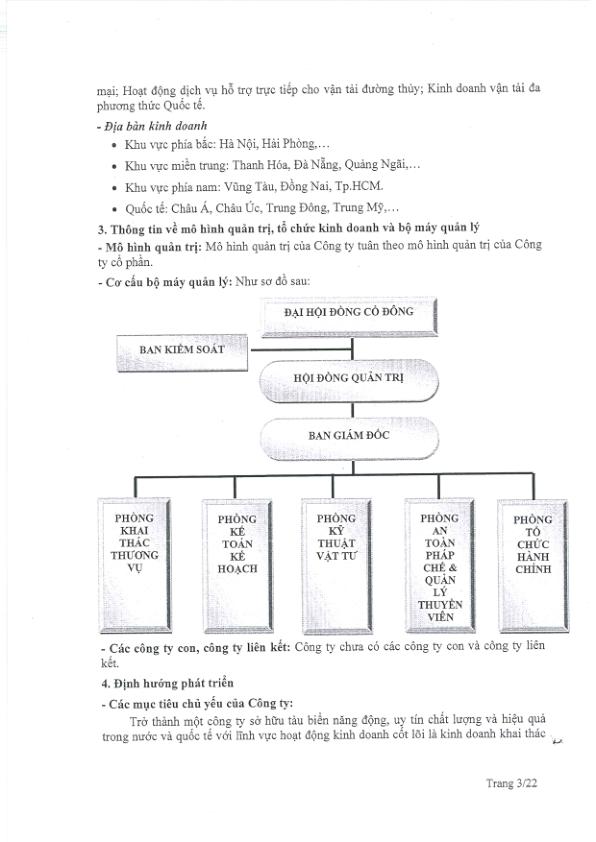 mại; Hoạt động dịch vụ hỗ trợ trực tiếp cho vận tải đường thủy; Kinh doanh vận tải đa
phương thức Quốc tế.
- Địa bàn kinh doanh
• Khu vực phía bắc: Hà Nội, Hải Phòng,…
• Khu vực miền trung: Thanh Hóa, Đà Nẵng, Quảng Ngãi,…
• Khu vực phía nam: Vũng Tàu, Đồng Nai, Tp.HCM.
• Quốc tế: Châu Á, Châu Úc, Trung Đông, Trung Mỹ,…
3. Thông tin về mô hình quản trị, tổ chức kinh doanh và bộ máy quản lý
- Mô hình quản trị: Mô hình quản trị của Công ty tuân theo mô hình quản trị của Công
ty cổ phần.
- Cơ cấu bộ máy quản lý: Như sơ đồ sau:
ĐẠI HỘI ĐỒNG CỔ ĐÔNG
BAN KIỂM SOÁT
HỘI ĐỒNG QUẢN TRỊ
BAN GIÁM ĐỐC
PHÒNG
KHAI
THÁC
THƯƠNG
VỤ
PHÒNG
KẾ
TOÁN
KẾ
HOẠCH
PHÒNG
KỸ
THUẬT
VẬT TƯ
PHÒNG
AN
TOÀN
PHÁP
CHẾ &
QUẢN
LÝ
THUYỀN
VIÊN
PHÒNG
TỔ
CHỨC
HÀNH
CHÍNH
- Các công ty con, công ty liên kết: Công ty chưa có các công ty con và công ty liên
kết.
4. Định hướng phát triển
- Các mục tiêu chủ yếu của Công ty:
Trở thành một công ty sở hữu tàu biển năng động, uy tín chất lượng và hiệu quả
trong nước và quốc tế với lĩnh vực hoạt động kinh doanh cốt lõi là kinh doanh khai thác
Trang 3/22